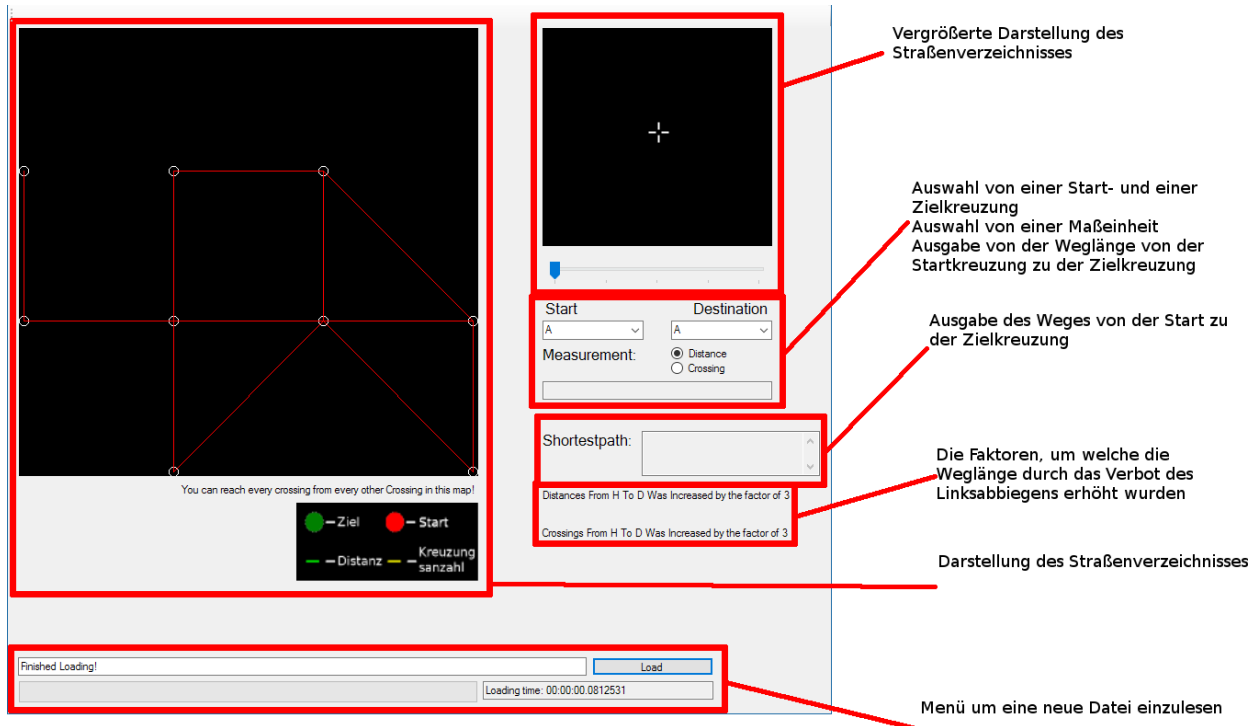 Vergrößerte Darstellung des
Straßenverzeichnisses
Auswahl von einer Start- und einer
Zielkreuzung
Auswahl von einer Maßeinheit
Ausgabe von der Weglänge von der
Startkreuzung zu der Zielkreuzung
Start
Destination
A
A
Measurement:
Distance
Crossing
Ausgabe des Weges von der Start zu
der Zielkreuzung
Shortestpath:
Die Faktoren, um welche die
Weglänge durch das Verbot des
Linksabbiegens erhöht wurden
Distances From H To D Was Increased by the factor of 3
Crossings From H To D Was Increased by the factor of 3
You can reach every crossing from every other Crossing in this map!
–Ziel
– Start
– Distanz
– Kreuzung
sanzahl
Darstellung des Straßenverzeichnisses
Finished Loading!
Load
Loading time: 00:00:00.0812531
Menü um eine neue Datei einzulesen